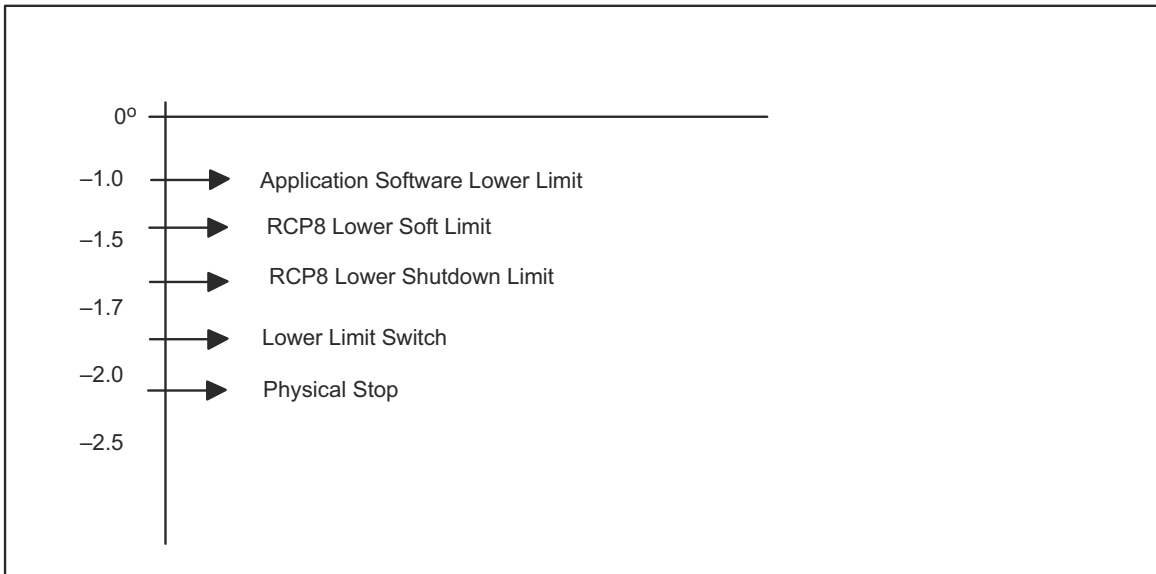 0º
–1.0 Application Software Lower Limit
–1.5 RCP8 Lower Soft Limit
–1.7 RCP8 Lower Shutdown Limit
–2.0 Lower Limit Switch
–2.5 Physical Stop